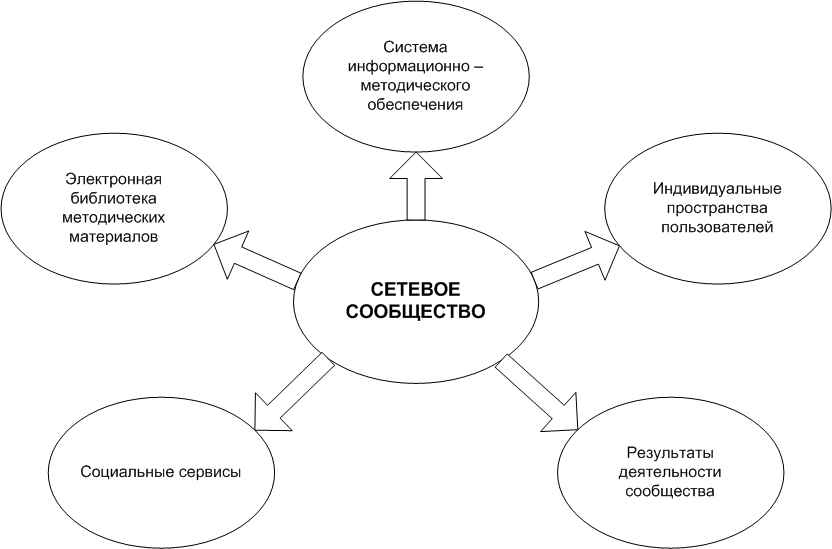 Система
информационно –
методического
обеспечения
Электронная
библиотека
методических
материалов
Индивидуальные
пространства
пользователей
СЕТЕВОЕ
СООБЩЕСТВО
Социальные сервисы
Результаты
деятельности
сообщества